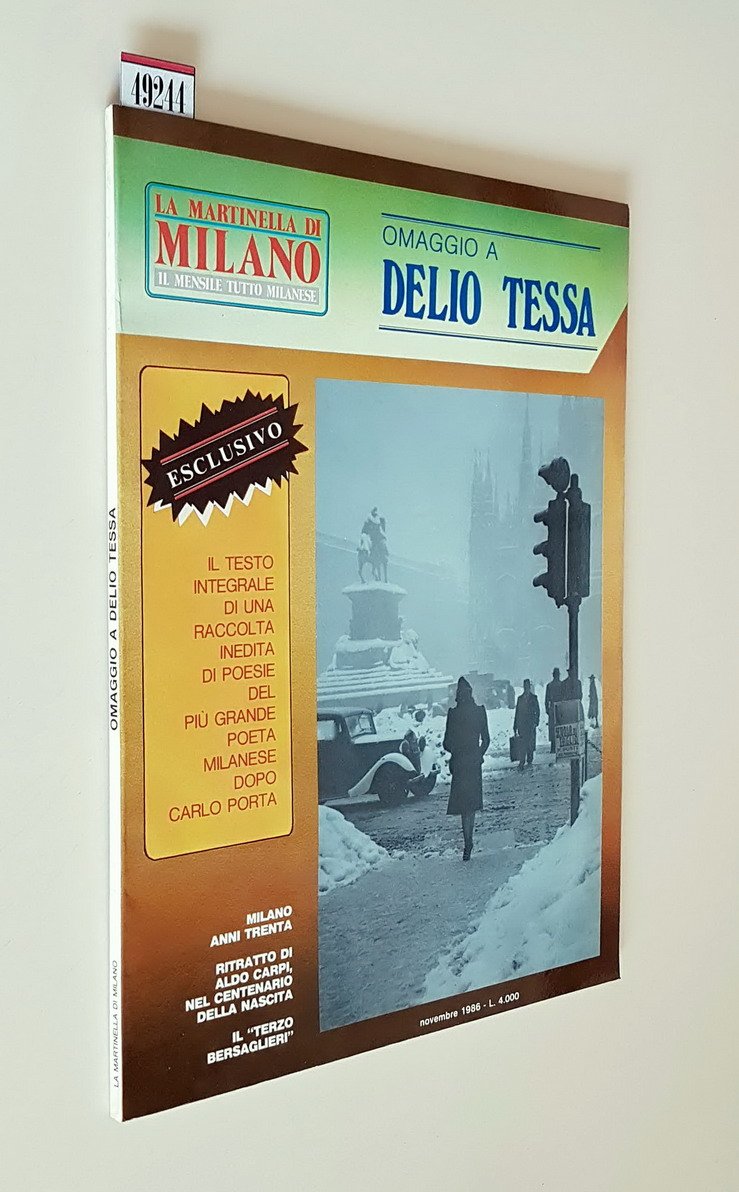 49244
LA MARTINELLA DI
MILANO
IL MENSILE TUTTO MILANESE
OMAGGIO A
DELIO TESSA
ESCLUSIVO
IL TESTO
INTEGRALE
DI UNA
RACCOLTA
INEDITA
DI POESIE
DEL
PIÙ GRANDE
POETA
MILANESE
DOPO
CARLO PORTA
MILANO
ANNI TRENTA
RITRATTO DI
ALDO CARPI,
NEL CENTENARIO
DELLA NASCITA
IL "TERZO
BERSAGLIERI"
novembre 1986 - L. 4.000
OMAGGIO A DELIO TESSA
LA MARTINELLA DI MILANO